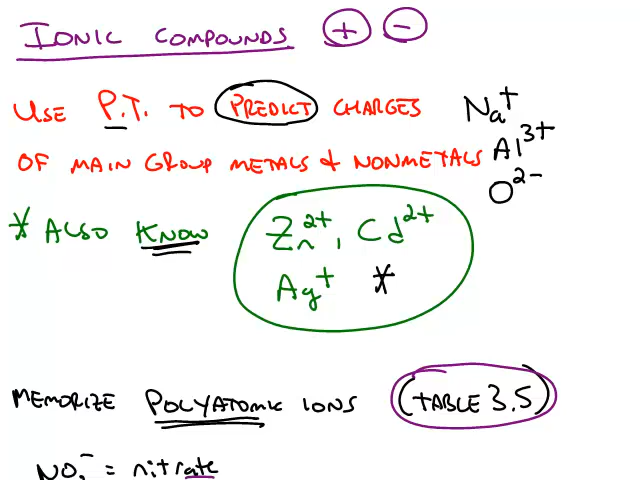 IONIC COMPOUNDS + -
USE P.T. TO PREDICT CHARGES
OF MAIN GROUP METALS & NONMETALS
Na⁺
Al³⁺
O²⁻
* ALSO KNOW Zn²⁺, Cd²⁺
Ag⁺ *
MEMORIZE POLYATOMIC IONS (TABLE 3.5)
= nitrate